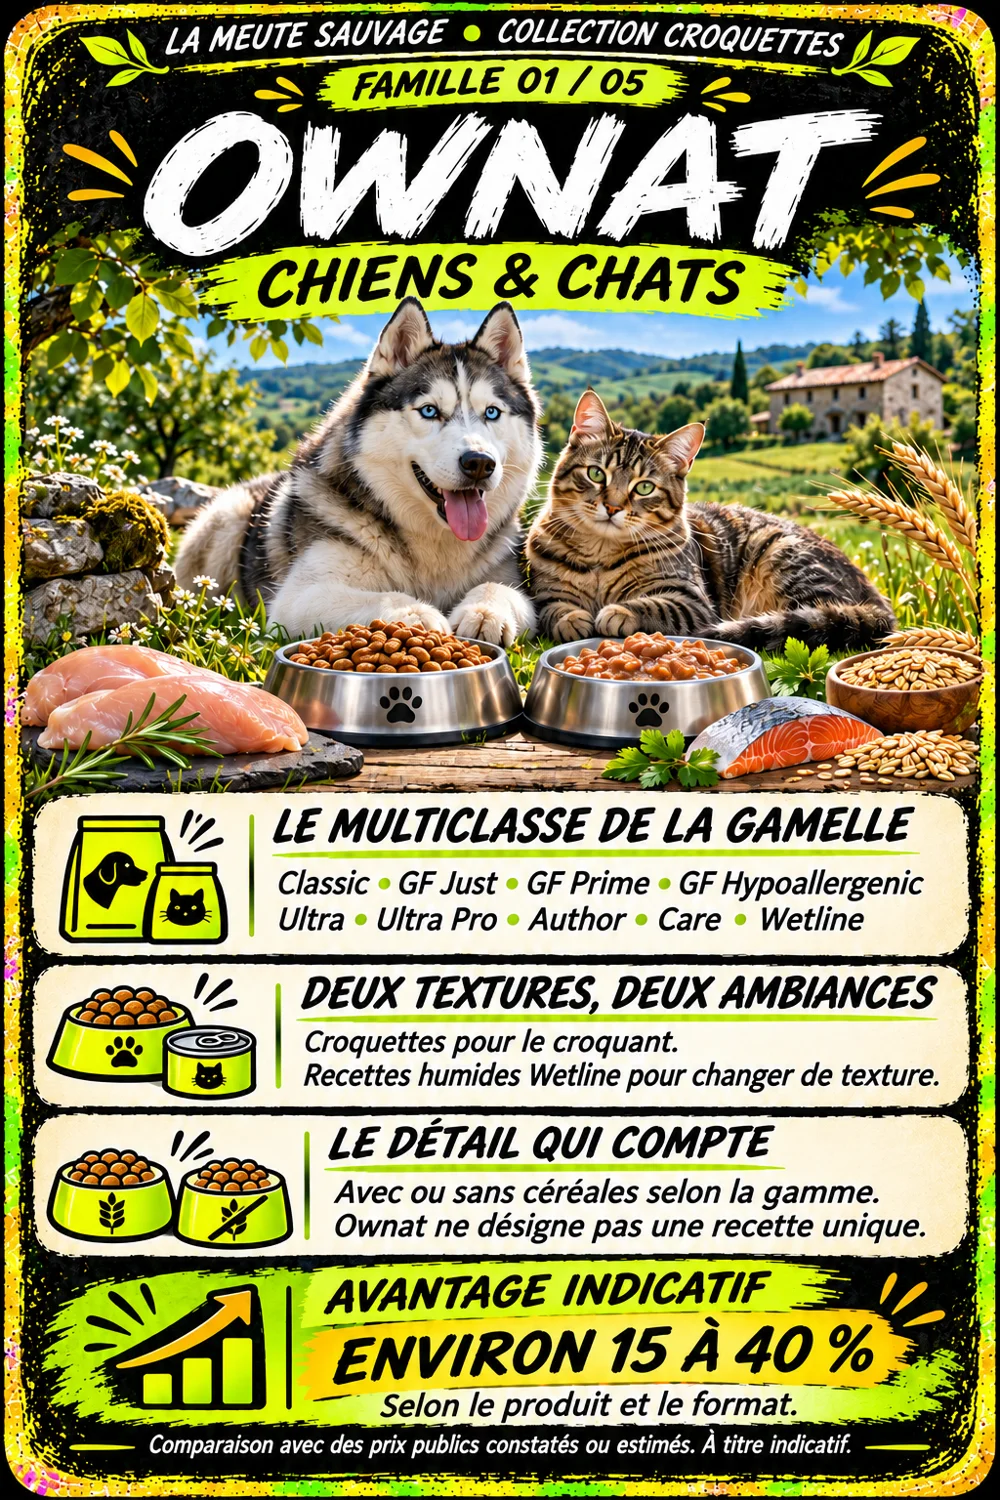 LA MEUTE SAUVAGE • COLLECTION CROQUETTES
FAMILLE 01 / 05
OWNAT
CHIENS & CHATS
LE MULTICLASSE DE LA GAMELLE
Classic • GF Just • GF Prime • GF Hypoallergenic
Ultra • Ultra Pro • Author • Care • Wetline
DEUX TEXTURES, DEUX AMBIANCES
Croquettes pour le croquant.
Recettes humides Wetline pour changer de texture.
LE DÉTAIL QUI COMPTE
Avec ou sans céréales selon la gamme.
Ownat ne désigne pas une recette unique.
AVANTAGE INDICATIF
ENVIRON 15 À 40 %
Selon le produit et le format.
Comparaison avec des prix publics constatés ou estimés. À titre indicatif.